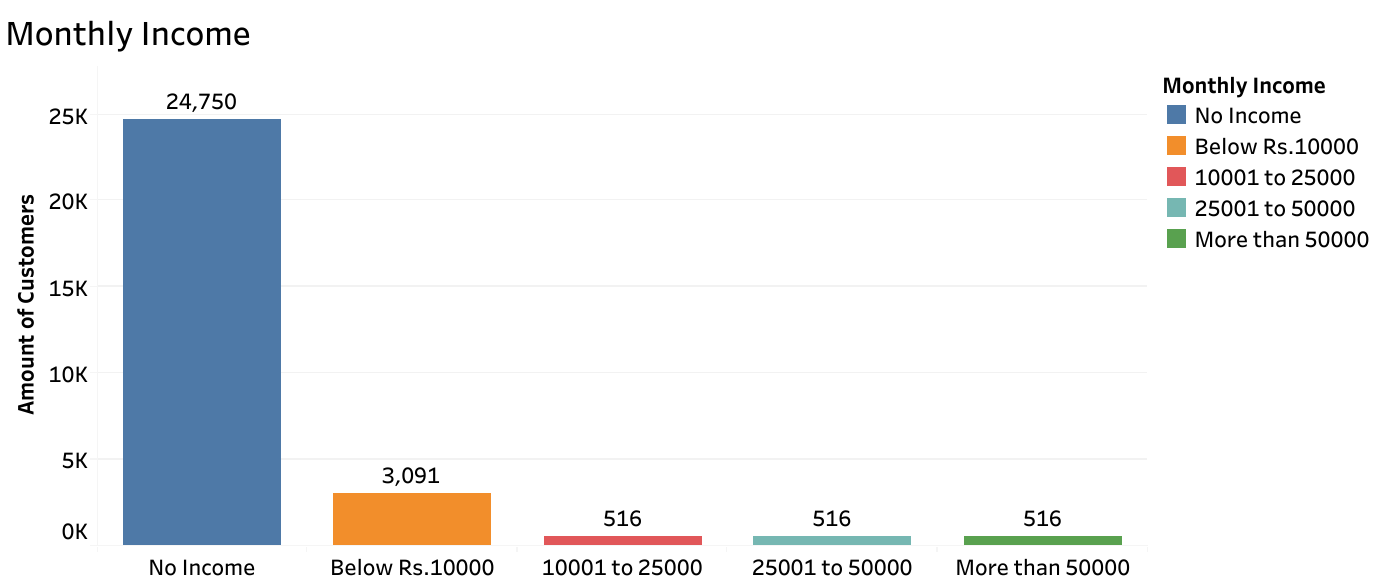 Monthly Income
Amount of Customers
25K
20K
15K
10K
5K
0K
24,750
3,091
516
516
516
No Income
Below Rs.10000
10001 to 25000
25001 to 50000
More than 50000
Monthly Income
No Income
Below Rs.10000
10001 to 25000
25001 to 50000
More than 50000